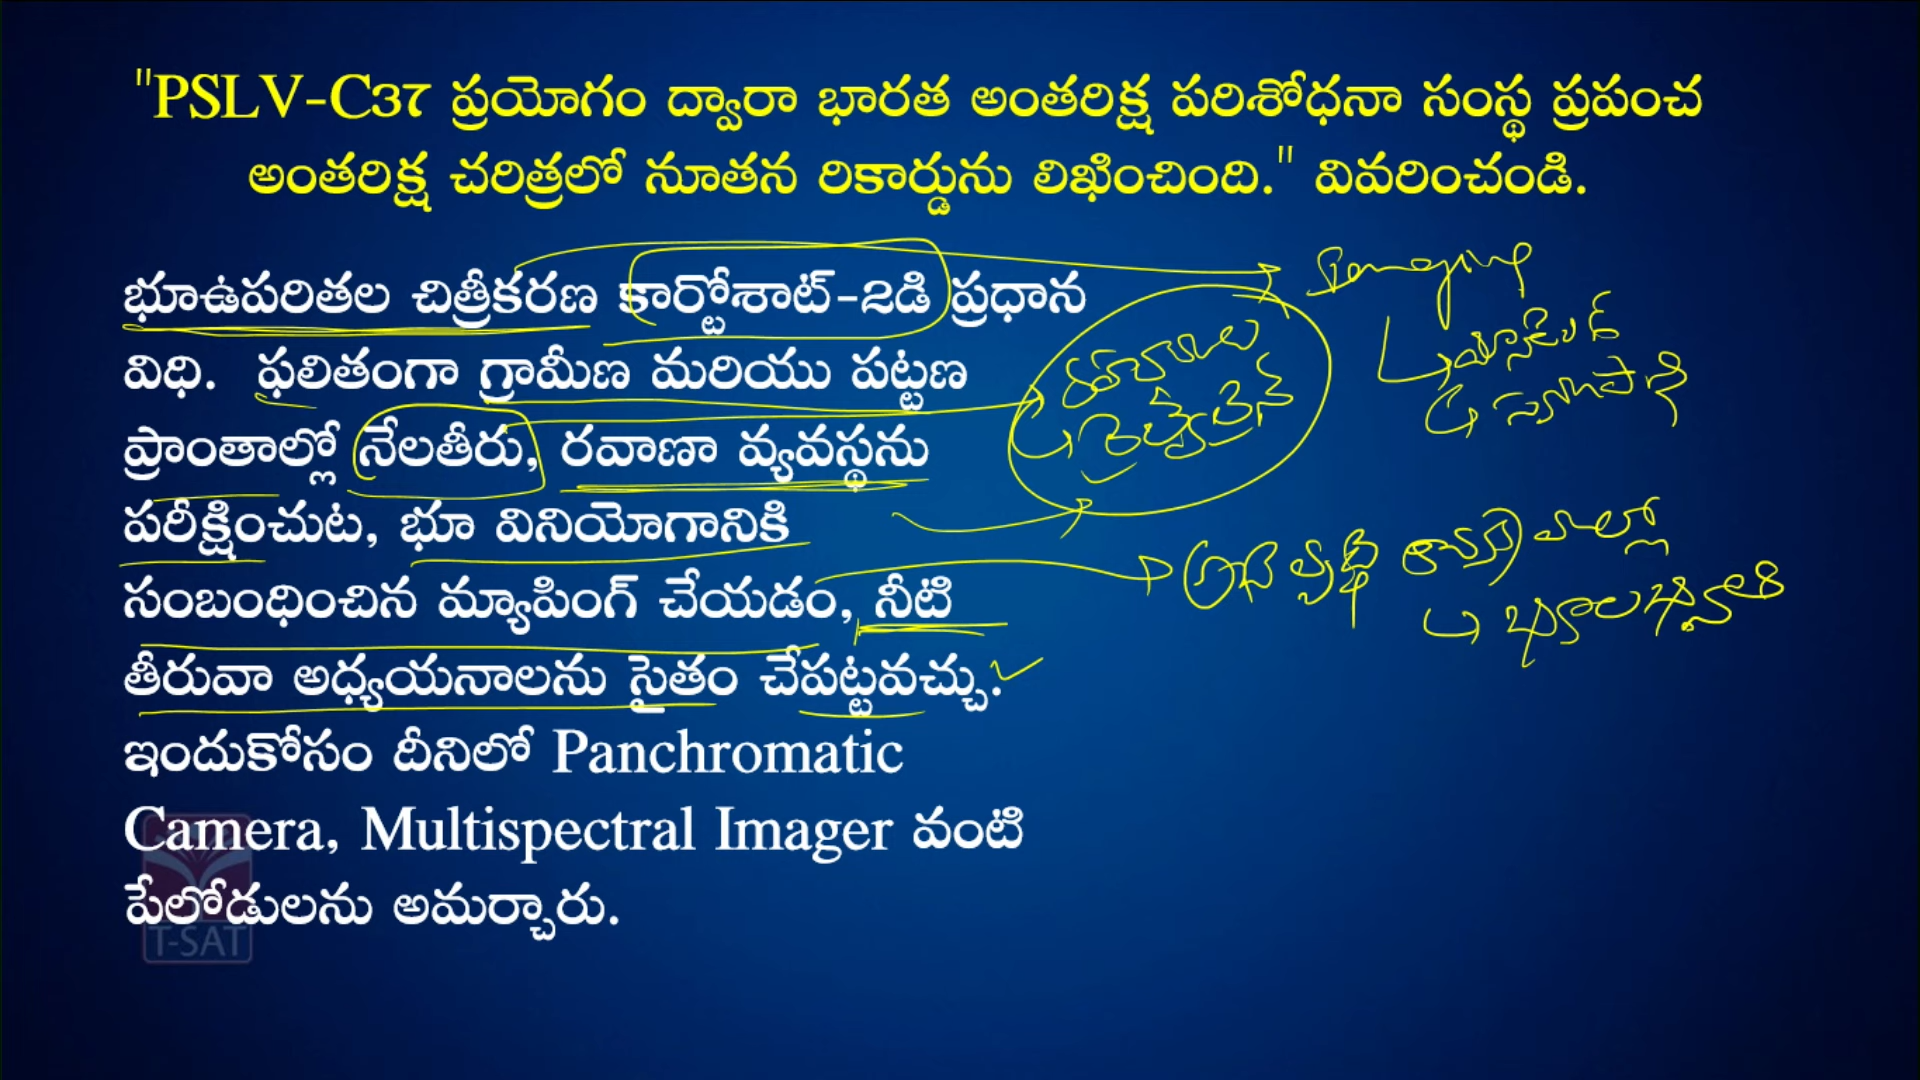 "PSLV-C37 ప్రయోగం ద్వారా భారత అంతరిక్ష పరిశోధనా సంస్థ ప్రపంచ
అంతరిక్ష చరిత్రలో నూతన రికార్డును లిఖించింది." వివరించండి.
భూఉపరితల చిత్రీకరణ కార్టోశాట్-2డి ప్రధాన
విధి. ఫలితంగా గ్రామీణ మరియు పట్టణ
ప్రాంతాల్లో నేలతీరు, రవాణా వ్యవస్థను
పరీక్షించుట, భూ వినియోగానికి
సంబంధించిన మ్యాపింగ్ చేయడం, నీటి
తీరువా అధ్యయనాలను సైతం చేపట్టవచ్చు.
ఇందుకోసం దీనిలో Panchromatic
Camera, Multispectral Imager వంటి
పేలోడులను అమర్చారు.
T-SAT